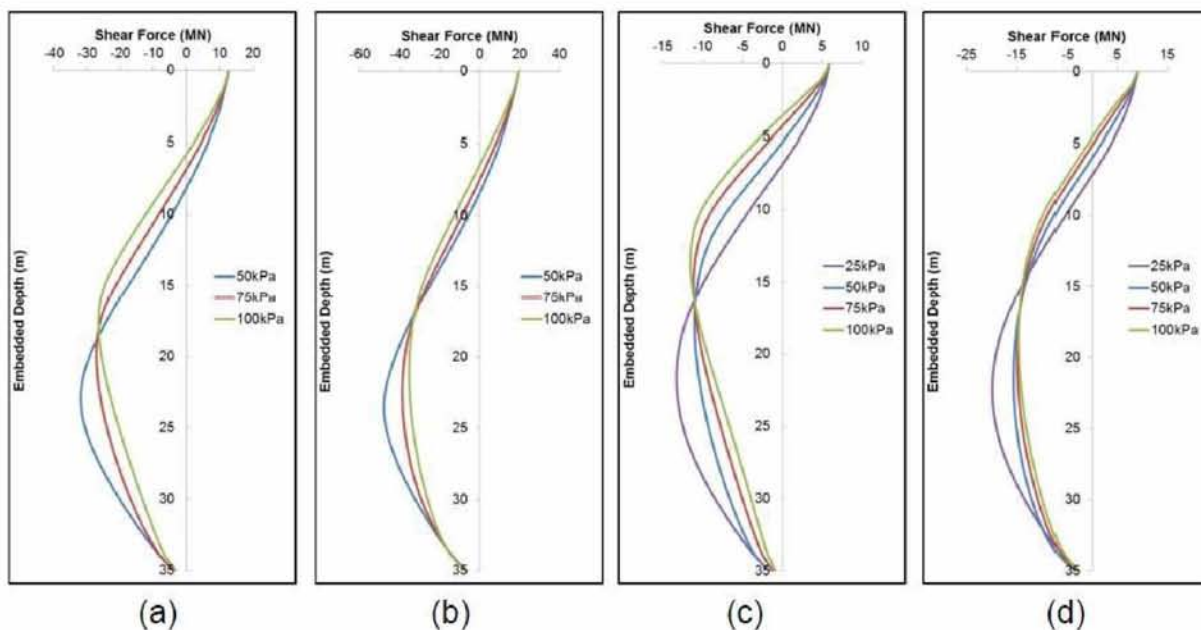 Shear Force (MN)
-40 -30 -20 -10 0 10 20
0
5
10
15
20
25
30
35
Embedded Depth (m)
50kPa
75kPa
100kPa
(a)
Shear Force (MN)
-60 -40 -20 0 20 40
0
5
10
15
20
25
30
35
Embedded Depth (m)
50kPa
75kPa
100kPa
(b)
Shear Force (MN)
-15 -10 -5 0 5 10
0
5
10
15
20
25
30
35
Embedded Depth (m)
25kPa
50kPa
75kPa
100kPa
(c)
Shear Force (MN)
-25 -15 -5 5 15
0
5
10
15
20
25
30
35
Embedded Depth (m)
25kPa
50kPa
75kPa
100kPa
(d)